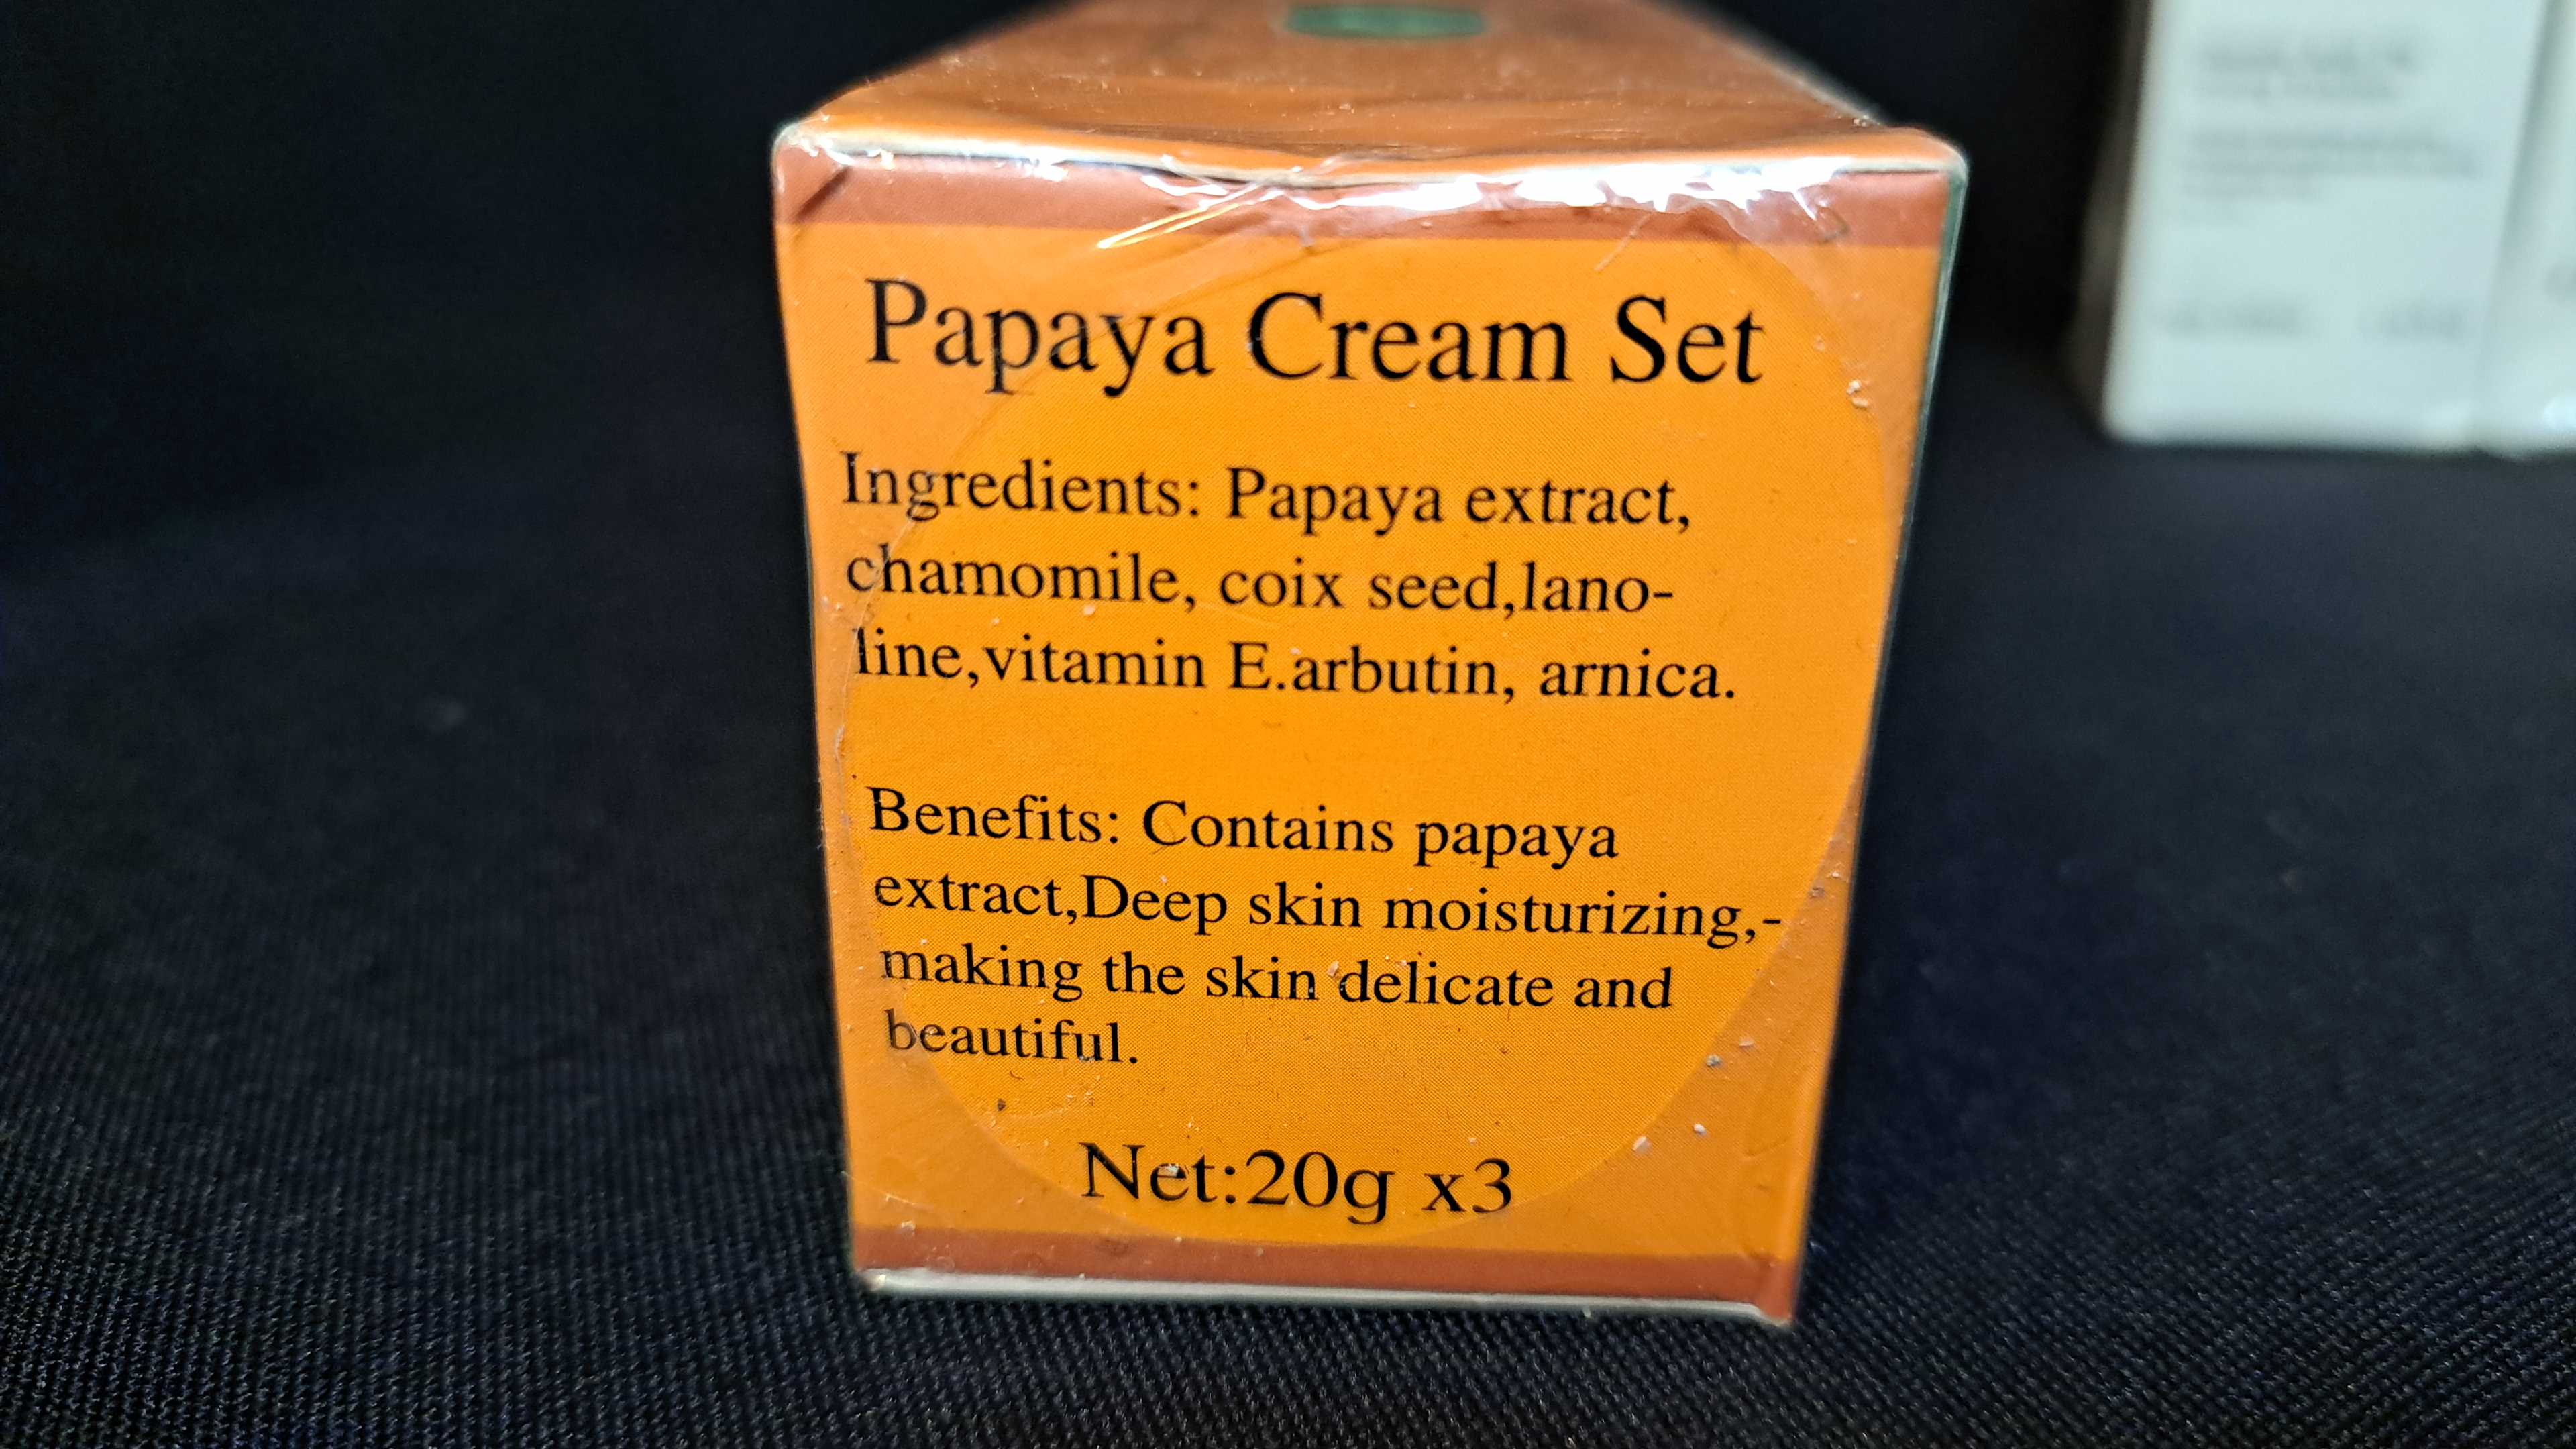 Papaya Cream Set
Ingredients: Papaya extract,
chamomile, coix seed,lano-
line,vitamin E.arbutin, arnica.
Benefits: Contains papaya
extract,Deep skin moisturizing,-
making the skin delicate and
beautiful.
Net:20g x3